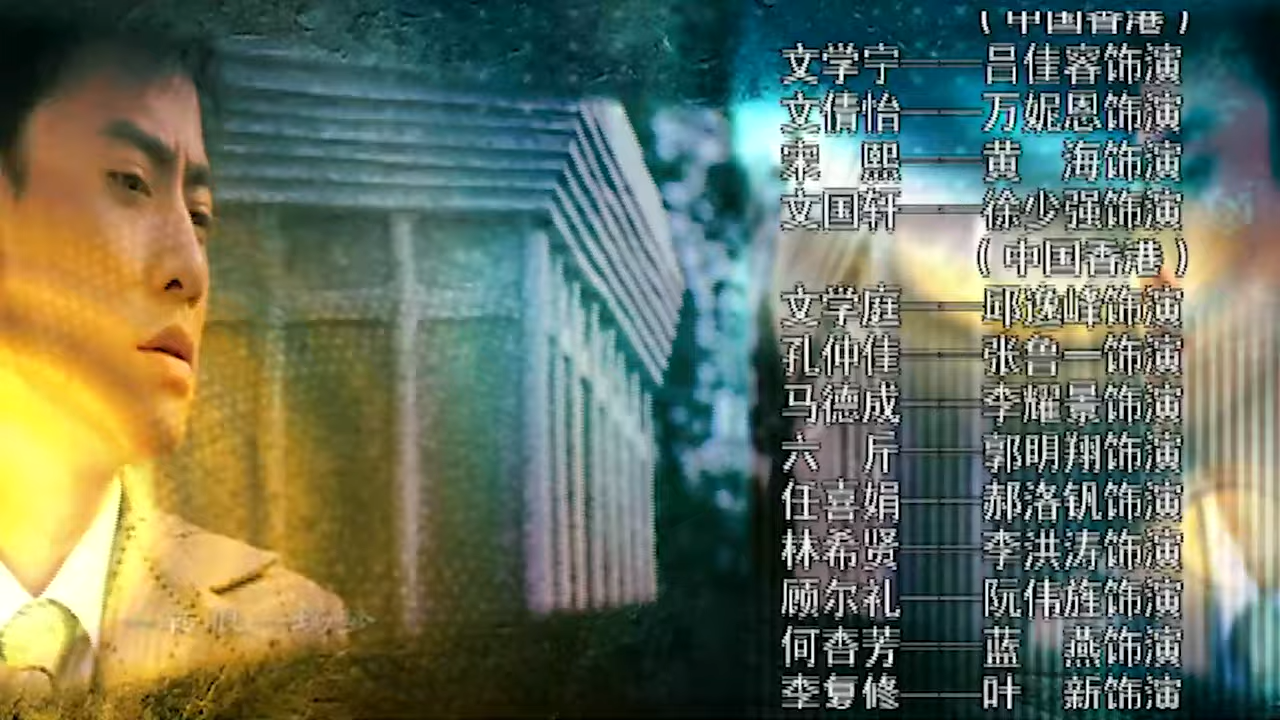 (中国香港)
文学宁——吕佳容饰演
文倩怡——万妮恩饰演
熙——黄 海饰演
文国轩——徐少强饰演
(中国香港)
文学庭——邱逸峰饰演
孔仲佳——张鲁一饰演
马德成——李耀景饰演
六 斤——郭明翔饰演
任喜娟——郝洛钒饰演
林希贤——李洪涛饰演
顾尔礼——阮伟旌饰演
何杏芳——蓝 燕饰演
李复修——叶 新饰演